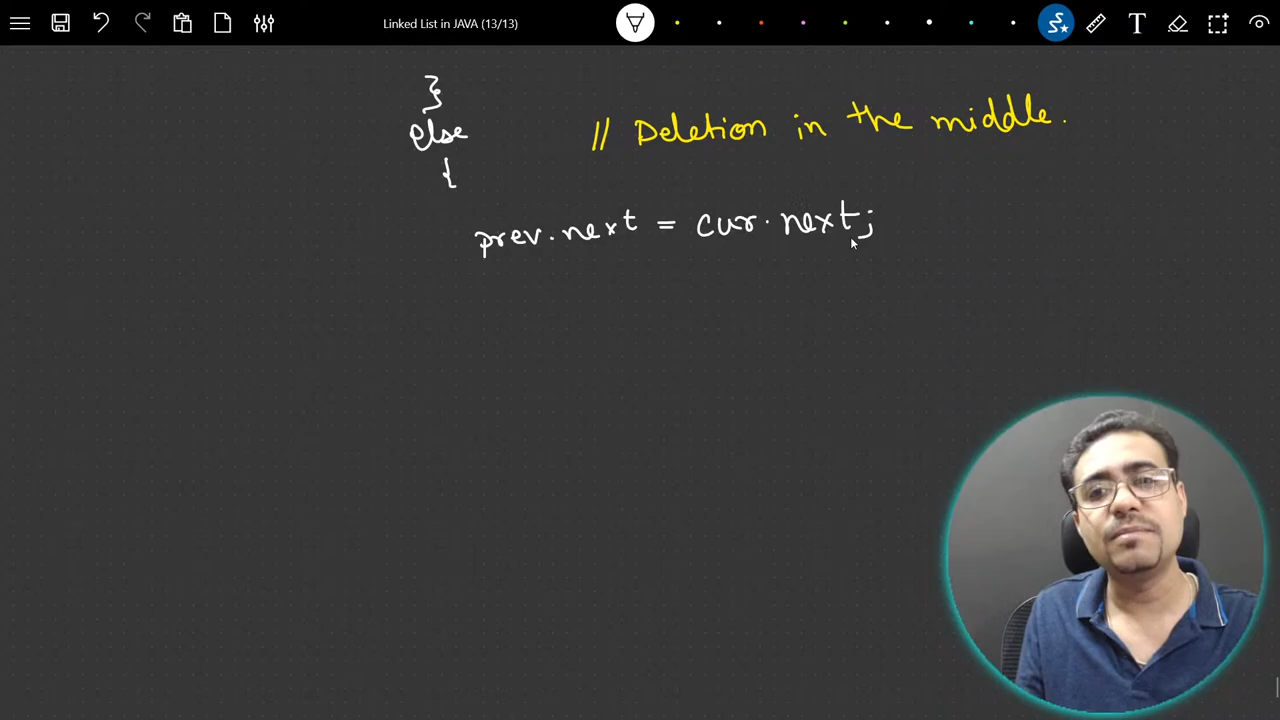 Linked List in JAVA (13/13)
}
else // Deletion in the middle.
{
prev.next = cur.next;